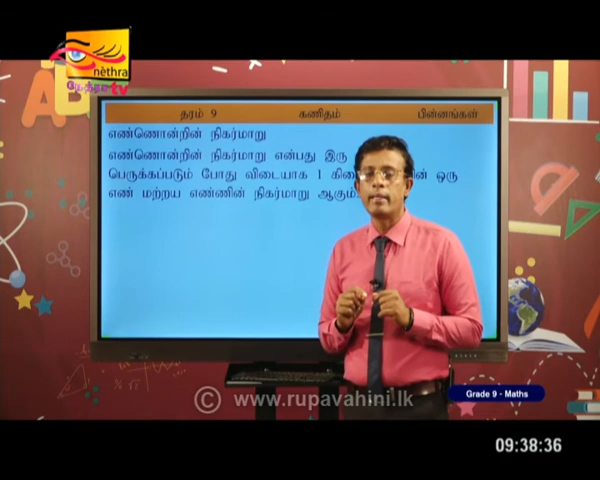 nēthra
நேத்ரா tv
தரம் 9 கணிதம் பின்னங்கள்
எண்ணொன்றின் நிகர்மாறு
எண்ணொன்றின் நிகர்மாறு என்பது இரு
பெருக்கப்படும் போது விடையாக 1 ஒரு
எண் மற்றய எண்ணின் நிகர்மாறு ஆகும்.
Grade 9 - Maths
© www.rupavahini.lk
09:38:36